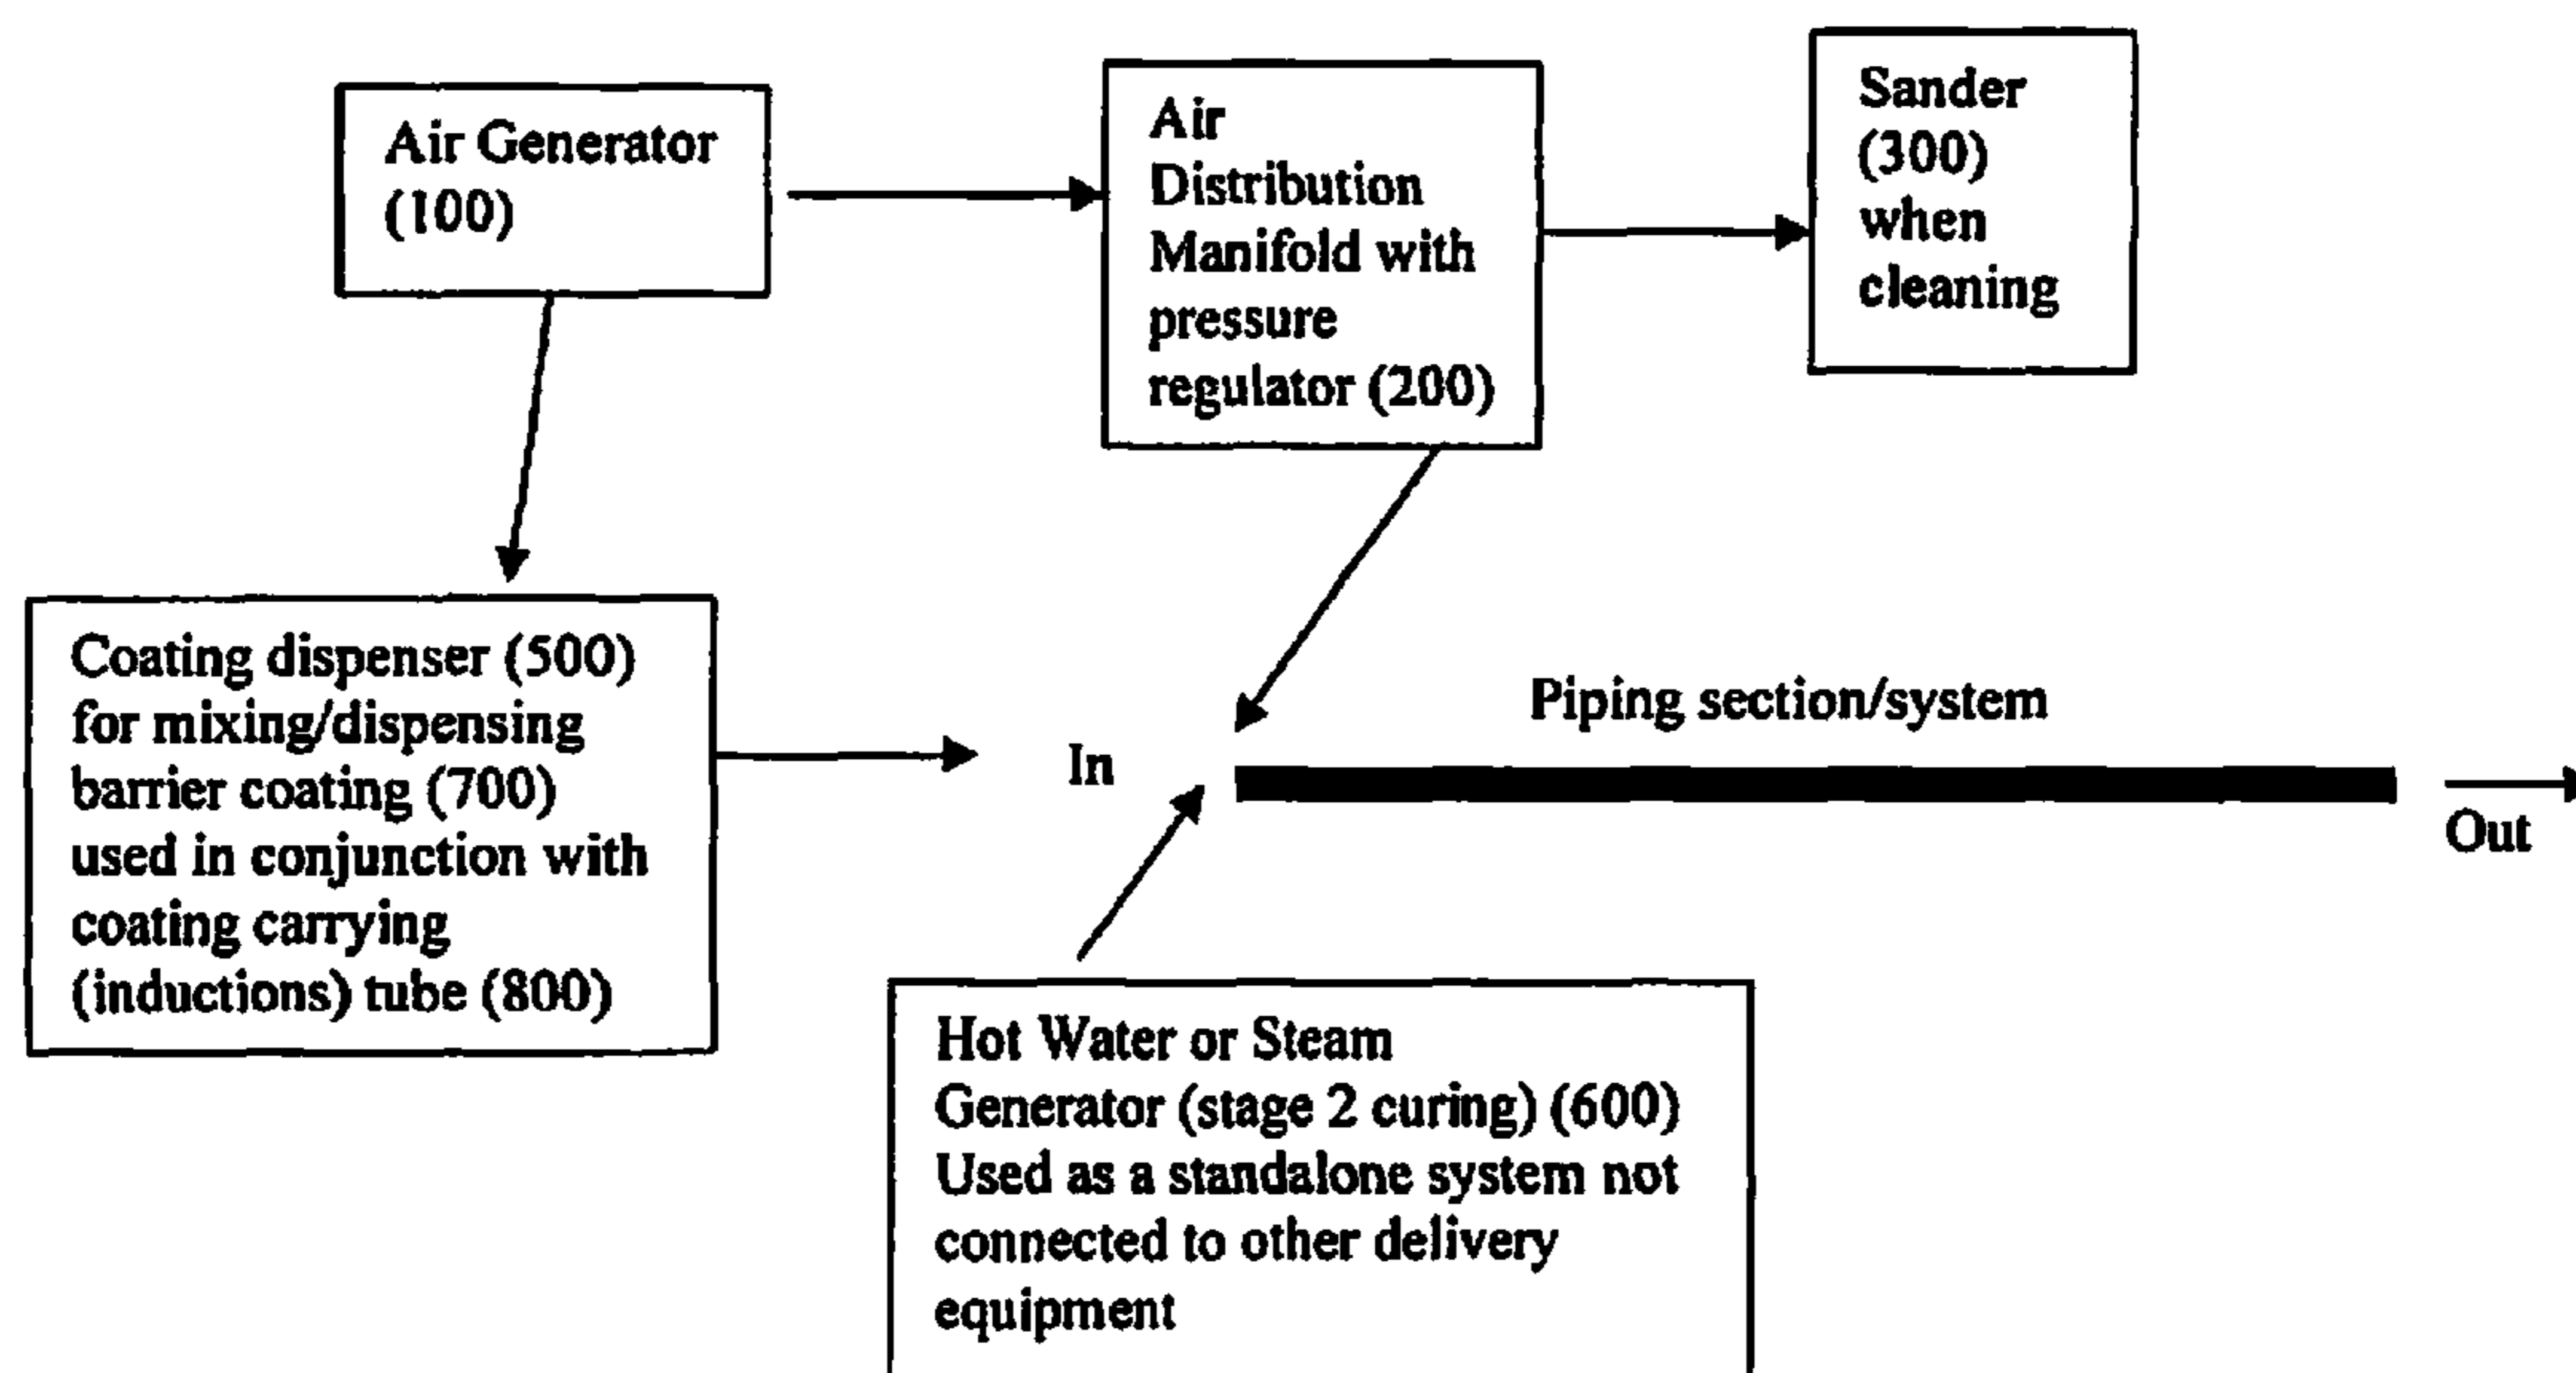 Air Generator
(100)
Air
Distribution
Manifold with
pressure
regulator (200)
Sander
(300)
when
cleaning
Coating dispenser (500)
for mixing/dispensing
barrier coating (700)
used in conjunction with
coating carrying
(inductions) tube (800)
In
Piping section/system
Out
Hot Water or Steam
Generator (stage 2 curing) (600)
Used as a standalone system not
connected to other delivery
equipment